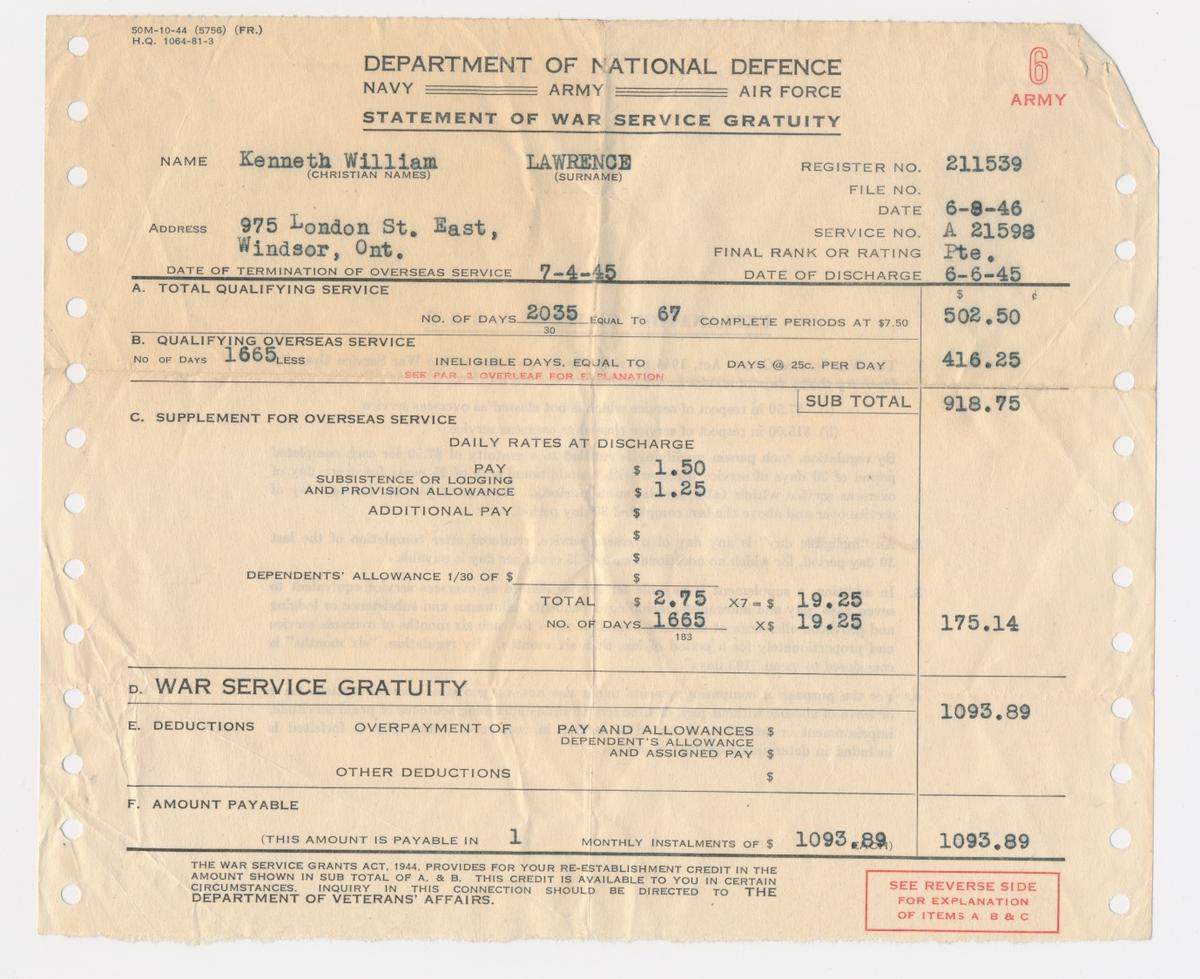 50M-10-44 (5756) (FR.)
H.Q. 1064-81-3
6
ARMY
DEPARTMENT OF NATIONAL DEFENCE
NAVY ARMY AIR FORCE
STATEMENT OF WAR SERVICE GRATUITY
NAME Kenneth William LAWRENCE REGISTER NO. 211539
(CHRISTIAN NAMES) (SURNAME)
FILE NO.
DATE 6-8-46
ADDRESS 975 London St. East, SERVICE NO. A 21598
Windsor, Ont. FINAL RANK OR RATING Pte.
DATE OF TERMINATION OF OVERSEAS SERVICE 7-4-45 DATE OF DISCHARGE 6-6-45
A. TOTAL QUALIFYING SERVICE $ ¢
NO. OF DAYS 2035 EQUAL TO 67 COMPLETE PERIODS AT $7.50 502.50
30
B. QUALIFYING OVERSEAS SERVICE
NO OF DAYS 1665 LESS INELIGIBLE DAYS, EQUAL TO DAYS @ 25c. PER DAY 416.25
SEE PAR. 2 OVERLEAF FOR EXPLANATION
SUB TOTAL 918.75
C. SUPPLEMENT FOR OVERSEAS SERVICE
DAILY RATES AT DISCHARGE
PAY $ 1.50
SUBSISTENCE OR LODGING
AND PROVISION ALLOWANCE $ 1.25
ADDITIONAL PAY $
$
$
DEPENDENTS' ALLOWANCE 1/30 OF $ $
TOTAL $ 2.75 X7 = $ 19.25
NO. OF DAYS 1665 X$ 19.25 175.14
183
D. WAR SERVICE GRATUITY
1093.89
E. DEDUCTIONS OVERPAYMENT OF PAY AND ALLOWANCES $
DEPENDENT'S ALLOWANCE
AND ASSIGNED PAY $
OTHER DEDUCTIONS $
F. AMOUNT PAYABLE
(THIS AMOUNT IS PAYABLE IN 1 MONTHLY INSTALMENTS OF $ 1093.89 EACH) 1093.89
THE WAR SERVICE GRANTS ACT, 1944, PROVIDES FOR YOUR RE-ESTABLISHMENT CREDIT IN THE
AMOUNT SHOWN IN SUB TOTAL OF A. & B. THIS CREDIT IS AVAILABLE TO YOU IN CERTAIN
CIRCUMSTANCES. INQUIRY IN THIS CONNECTION SHOULD BE DIRECTED TO THE
DEPARTMENT OF VETERANS' AFFAIRS.
SEE REVERSE SIDE
FOR EXPLANATION
OF ITEMS A. B & C